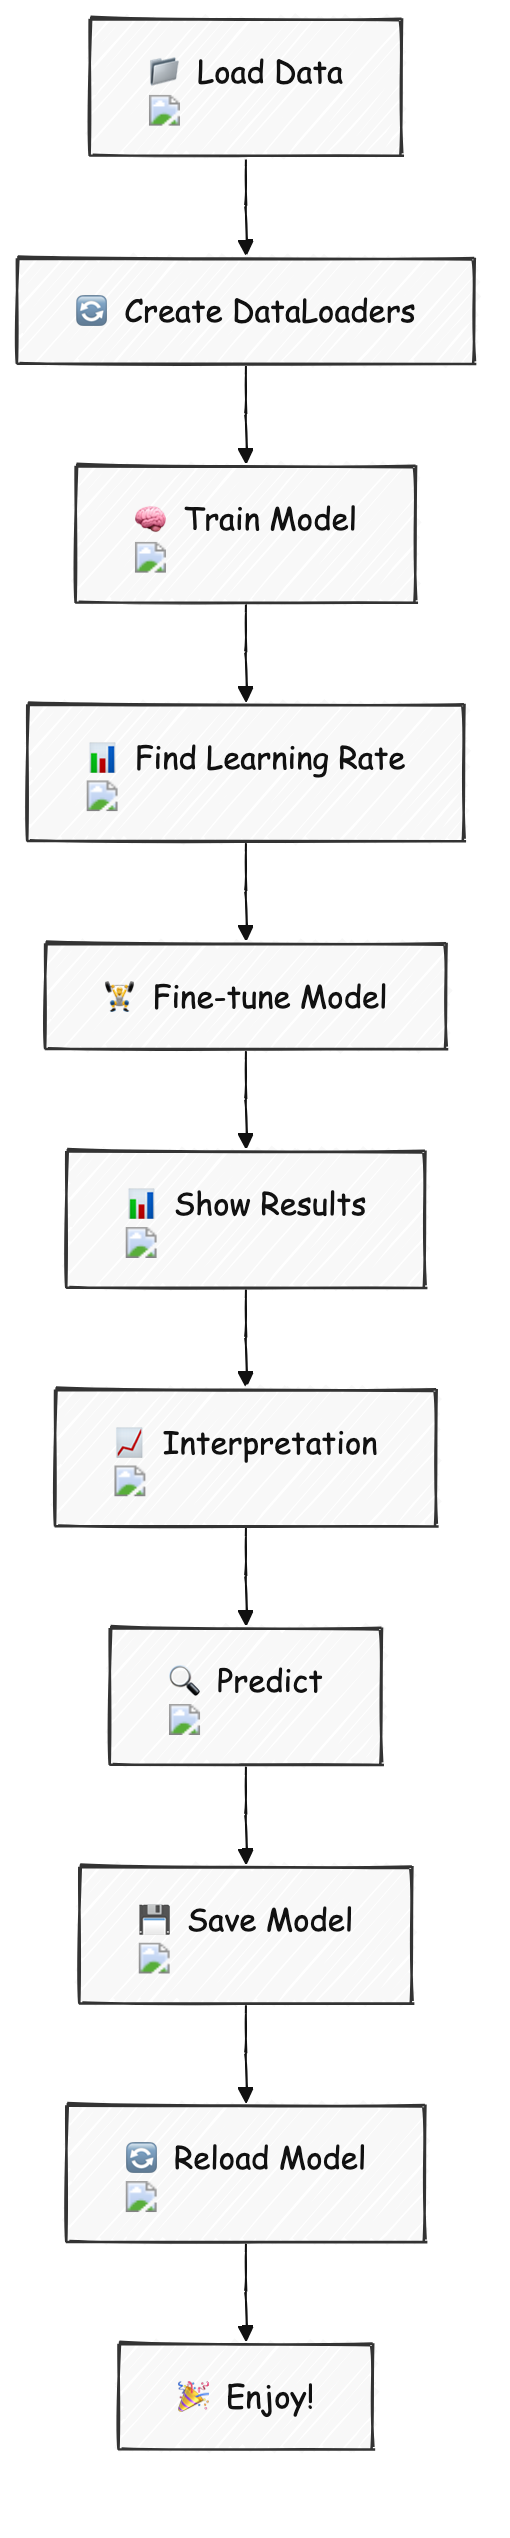 Load Data
Create DataLoaders
Train Model
Find Learning Rate
Fine-tune Model
Show Results
Interpretation
Predict
Save Model
Reload Model
Enjoy!